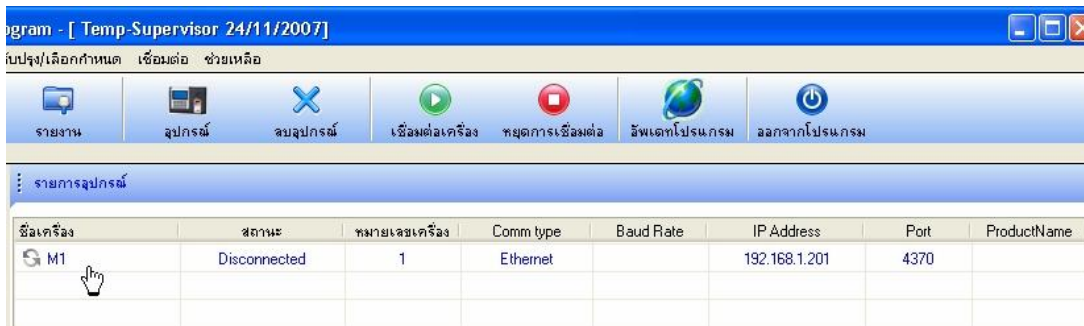 ogram - [ Temp-Supervisor 24/11/2007]
รับปรุง/เลือกกำหนด เชื่อมต่อ ช่วยเหลือ
รายงาน อุปกรณ์ ลบอุปกรณ์ เชื่อมต่อเครื่อง หยุดการเชื่อมต่อ อัพเดทโปรแกรม ออกจากโปรแกรม
รายการอุปกรณ์
ชื่อเครื่อง สถานะ หมายเลขเครื่อง Comm type Baud Rate IP Address Port ProductName
M1 Disconnected 1 Ethernet 192.168.1.201 4370